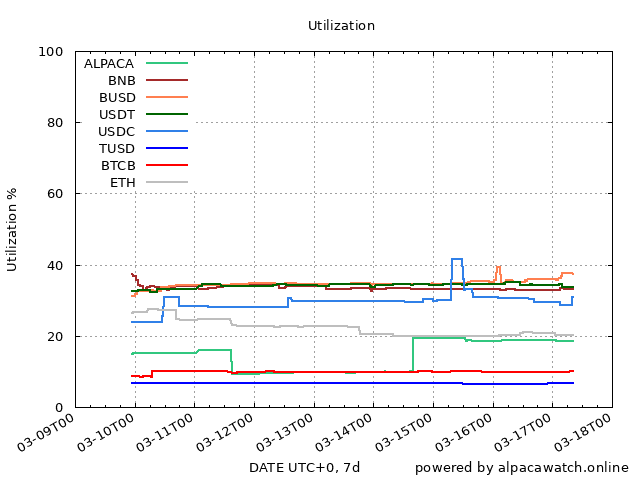 Utilization
100
80
60
40
20
0
Utilization %
ALPACA
BNB
BUSD
USDT
USDC
TUSD
BTCB
ETH
03-09T00
03-10T00
03-11T00
03-12T00
03-13T00
03-14T00
03-15T00
03-16T00
03-17T00
03-18T00
DATE UTC+0, 7d
powered by alpacawatch.online